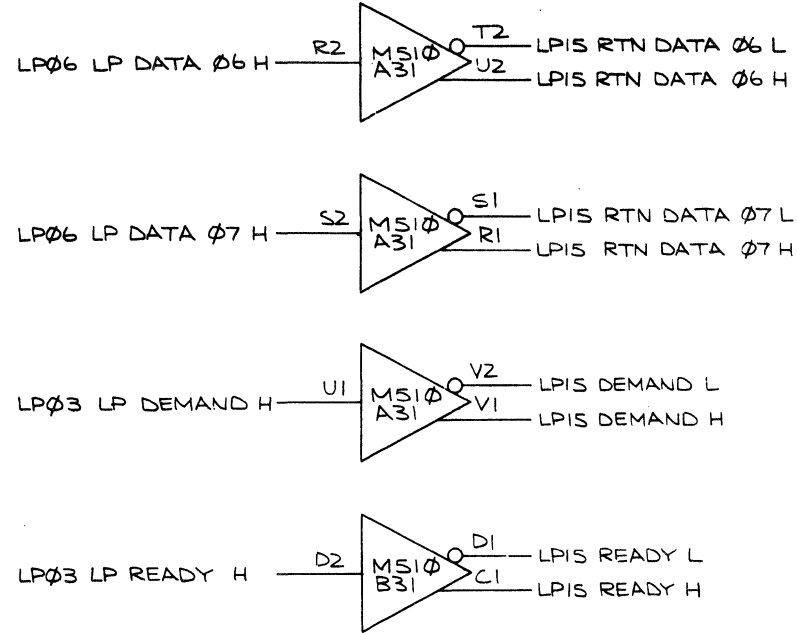 T2
LP15 RTN DATA Ø6 L
LPØ6 LP DATA Ø6 H
R2
M51Ø
A31
U2
LP15 RTN DATA Ø6 H
S1
LP15 RTN DATA Ø7 L
LPØ6 LP DATA Ø7 H
S2
M51Ø
A31
R1
LP15 RTN DATA Ø7 H
V2
LP15 DEMAND L
LPØ3 LP DEMAND H
U1
M51Ø
A31
V1
LP15 DEMAND H
D1
LP15 READY L
LPØ3 LP READY H
D2
M51Ø
B31
C1
LP15 READY H